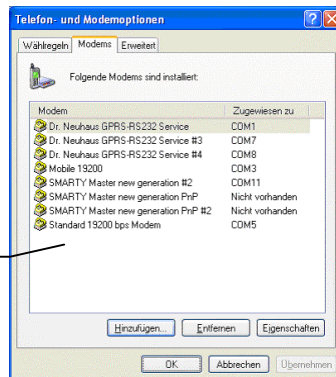 Telefon- und Modemoptionen
Wählregeln Modems Erweitert
Folgende Modems sind installiert:
Modem Zugewiesen zu
Dr. Neuhaus GPRS-RS232 Service COM1
Dr. Neuhaus GPRS-RS232 Service #3 COM7
Dr. Neuhaus GPRS-RS232 Service #4 COM8
Mobile 19200 COM3
SMARTY Master new generation #2 COM11
SMARTY Master new generation PnP Nicht vorhanden
SMARTY Master new generation PnP #2 Nicht vorhanden
Standard 19200 bps Modem COM5
Hinzufügen... Entfernen Eigenschaften
OK Abbrechen Übernehmen